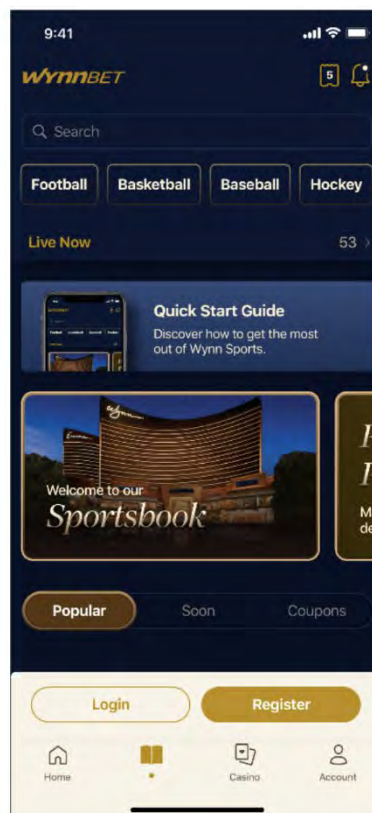 9:41
WYNNBET
5
Search
Football Basketball Baseball Hockey
Live Now 53
Quick Start Guide
Discover how to get the most
out of Wynn Sports.
Wynn
Welcome to our
Sportsbook
Popular Soon Coupons
Login Register
Home Casino Account